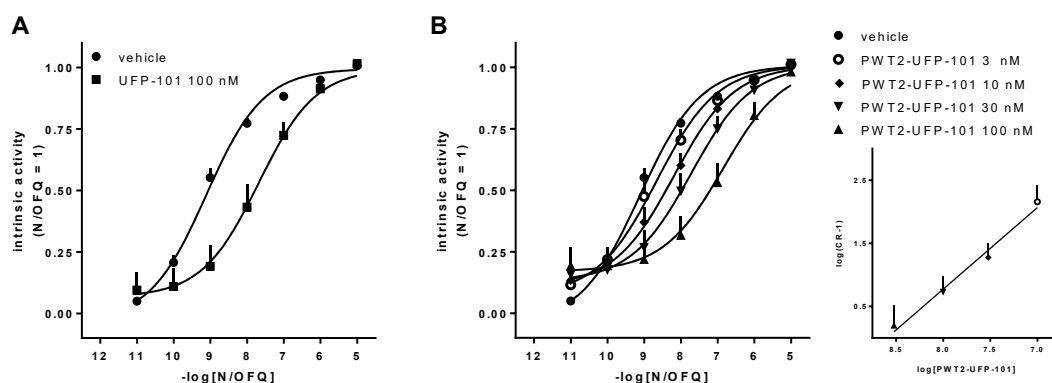 A
vehicle
UFP-101 100 nM
1.00
0.75
0.50
0.25
0.00
intrinsic activity
(N/OFQ = 1)
12 11 10 9 8 7 6 5
-log[N/OFQ]
B
vehicle
PWT2-UFP-101 3 nM
PWT2-UFP-101 10 nM
PWT2-UFP-101 30 nM
PWT2-UFP-101 100 nM
1.00
0.75
0.50
0.25
0.00
intrinsic activity
(N/OFQ = 1)
12 11 10 9 8 7 6 5
-log[N/OFQ]
2.5
1.5
0.5
log(CR-1)
8.5 8.0 7.5 7.0
log[PWT2-UFP-101]